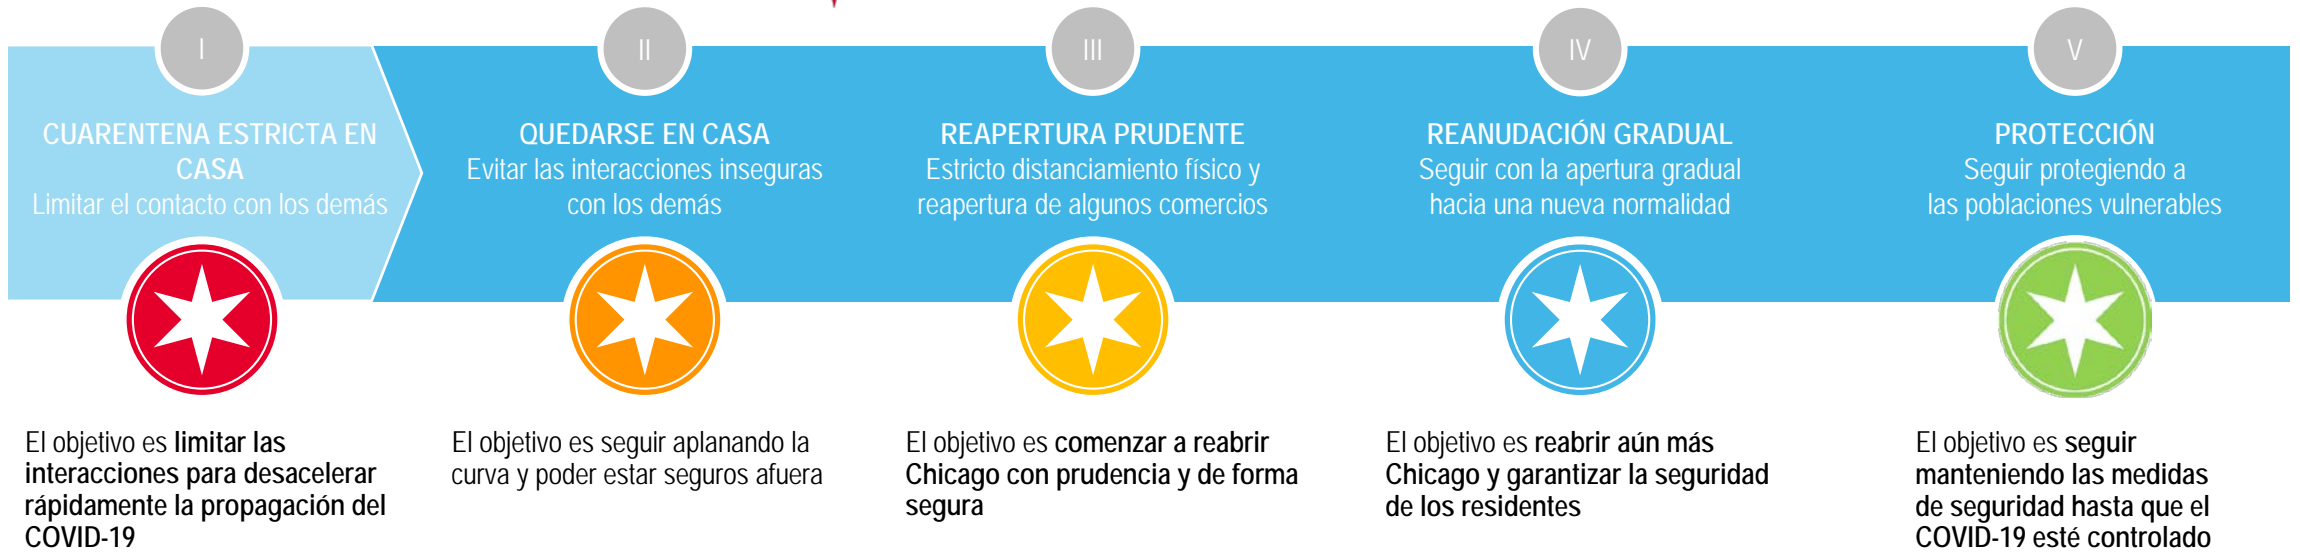 I
CUARENTENA ESTRICTA EN
CASA
Limitar el contacto con los demás
El objetivo es limitar las
interacciones para desacelerar
rápidamente la propagación del
COVID-19
II
QUEDARSE EN CASA
Evitar las interacciones inseguras
con los demás
El objetivo es seguir aplanando la
curva y poder estar seguros afuera
III
REAPERTURA PRUDENTE
Estricto distanciamiento físico y
reapertura de algunos comercios
El objetivo es comenzar a reabrir
Chicago con prudencia y de forma
segura
IV
REANUDACIÓN GRADUAL
Seguir con la apertura gradual
hacia una nueva normalidad
El objetivo es reabrir aún más
Chicago y garantizar la seguridad
de los residentes
V
PROTECCIÓN
Seguir protegiendo a
las poblaciones vulnerables
El objetivo es seguir
manteniendo las medidas
de seguridad hasta que el
COVID-19 esté controlado